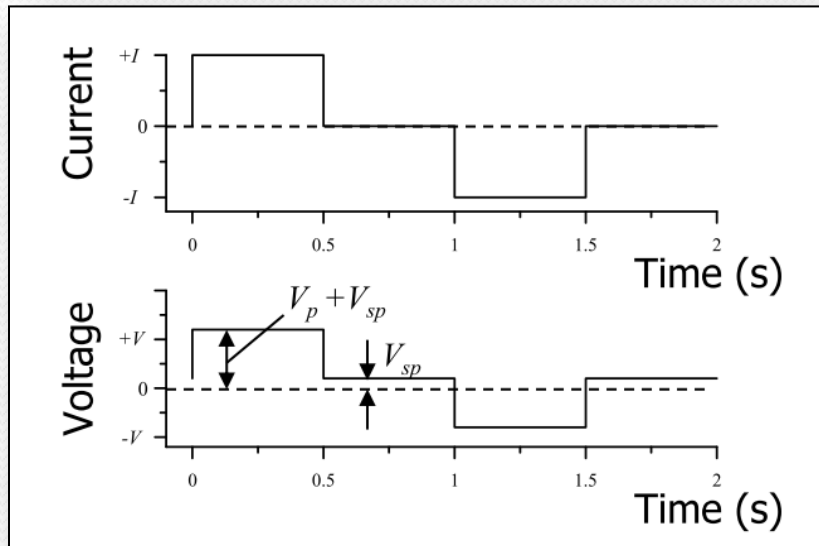 Current
+I
0
-I
0 0.5 1 1.5 2
Time (s)
Voltage
V_p + V_sp
+V
V_sp
0
-V
0 0.5 1 1.5 2
Time (s)